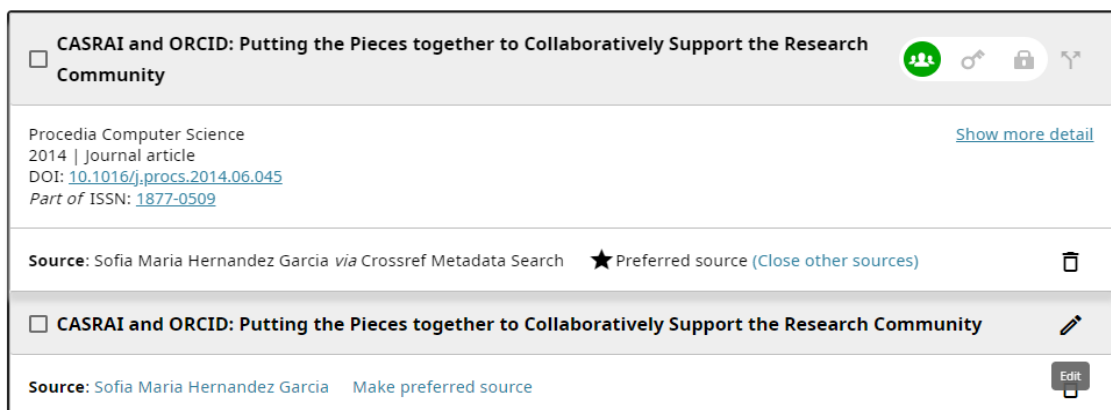 CASRAI and ORCID: Putting the Pieces together to Collaboratively Support the Research
Community
Procedia Computer Science
Show more detail
2014 | Journal article
DOI: 10.1016/j.procs.2014.06.045
Part of ISSN: 1877-0509
Source: Sofia Maria Hernandez Garcia via Crossref Metadata Search ★ Preferred source (Close other sources)
CASRAI and ORCID: Putting the Pieces together to Collaboratively Support the Research Community
Source: Sofia Maria Hernandez Garcia Make preferred source
Edit